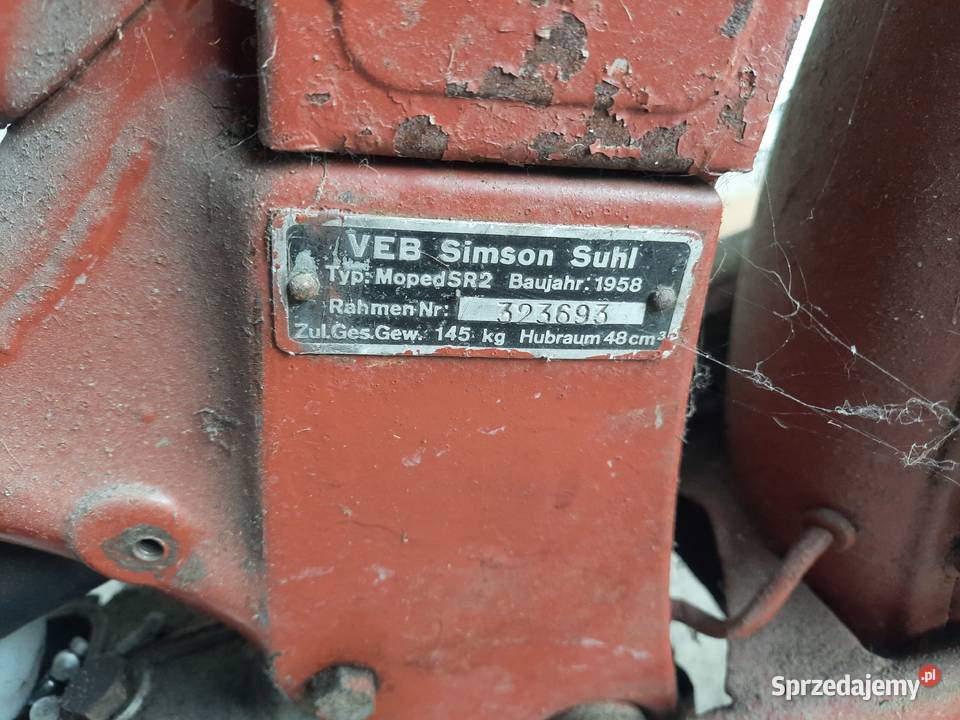 VEB Simson Suhl
Typ: Moped SR2 Baujahr: 1958
Rahmen Nr: 323693
Zul.Ges.Gew. 145 kg Hubraum 48 cm³
Sprzedajemy.pl